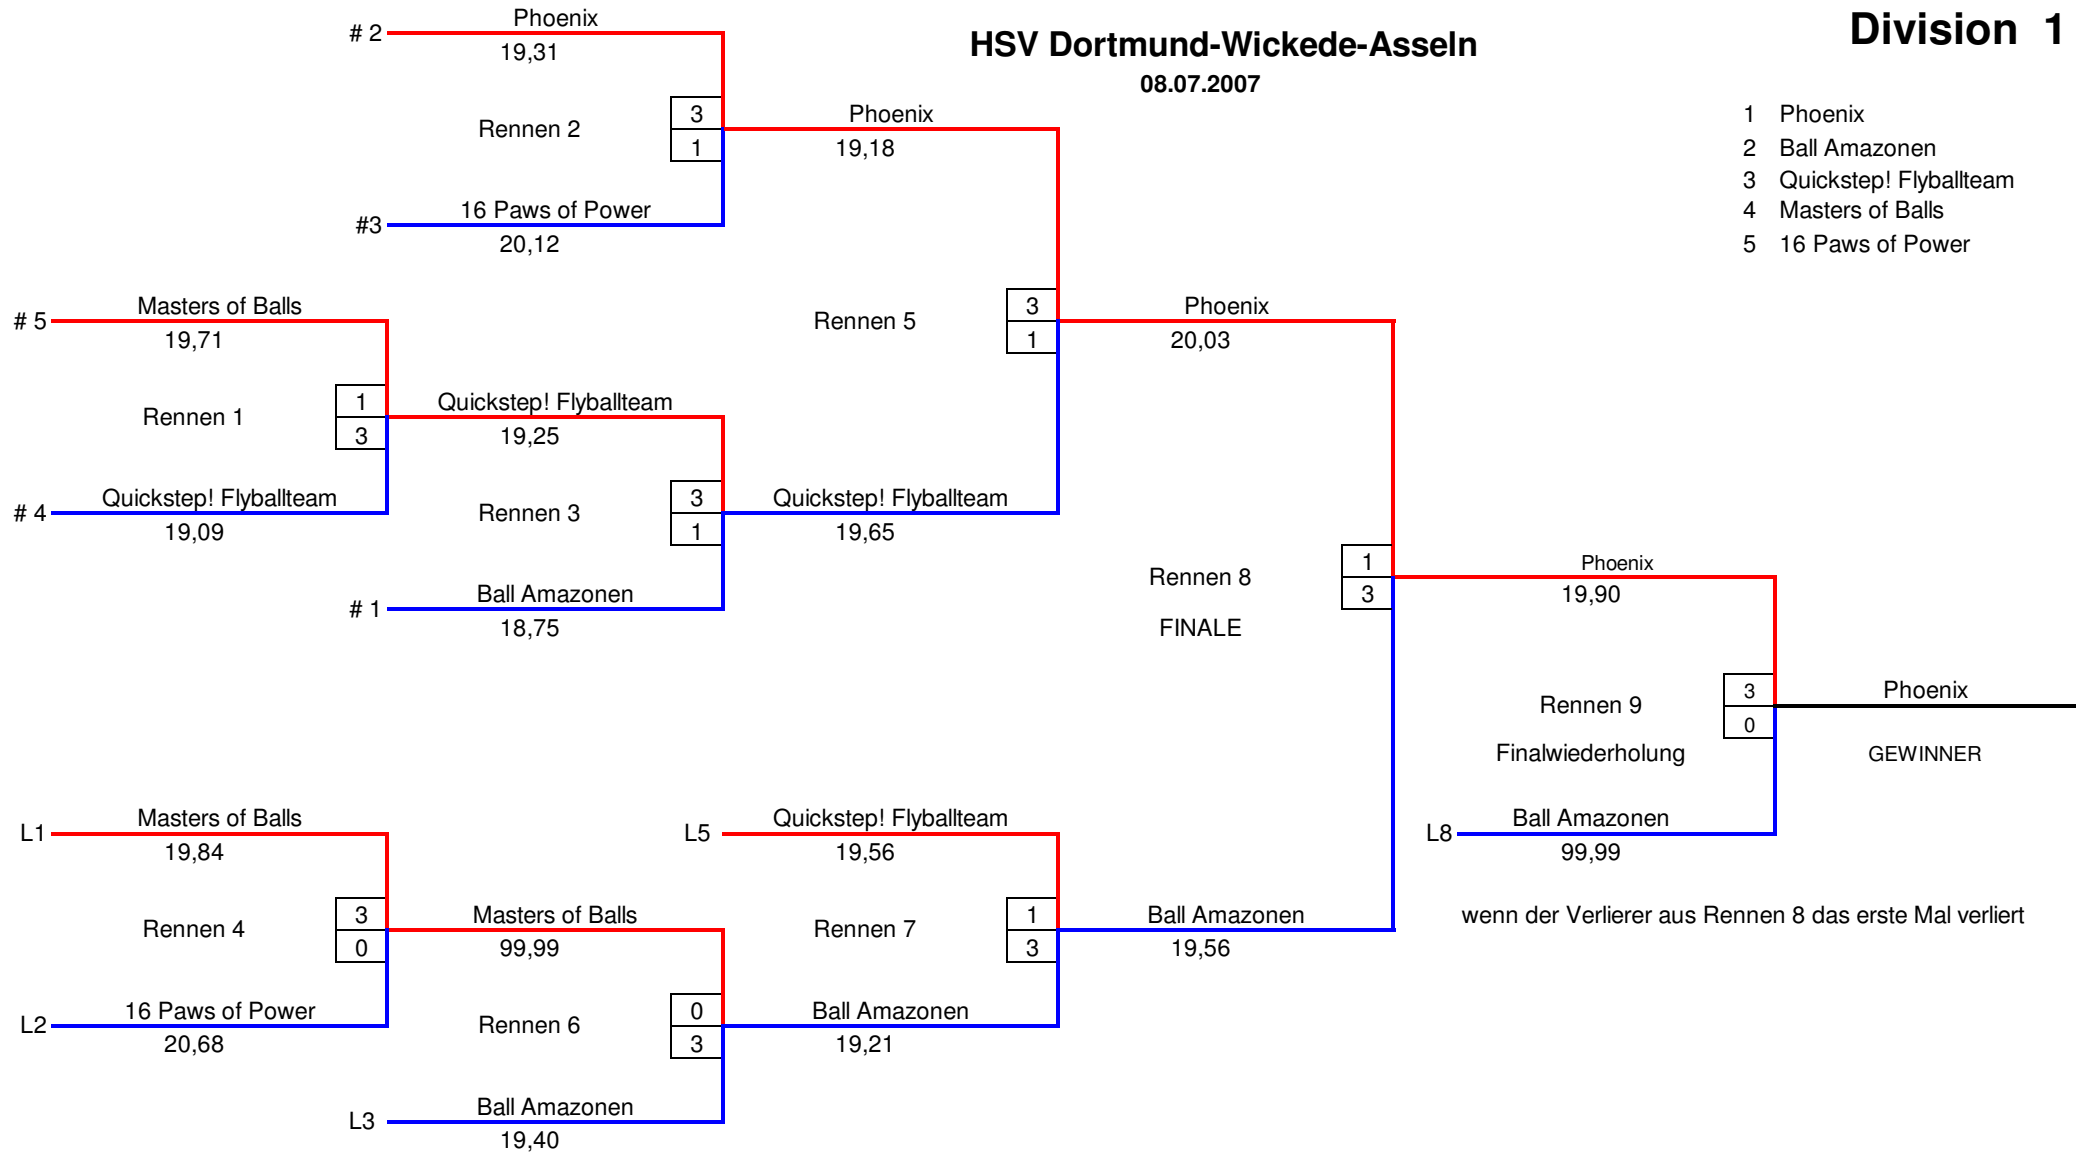 Division 1
HSV Dortmund-Wickede-Asseln
08.07.2007
1 Phoenix
2 Ball Amazonen
3 Quickstep! Flyballteam
4 Masters of Balls
5 16 Paws of Power
# 2
Phoenix
19,31
Rennen 2
3
1
#3
16 Paws of Power
20,12
Phoenix
19,18
# 5
Masters of Balls
19,71
Rennen 1
1
3
# 4
Quickstep! Flyballteam
19,09
Quickstep! Flyballteam
19,25
Rennen 3
3
1
# 1
Ball Amazonen
18,75
Rennen 5
3
1
Quickstep! Flyballteam
19,65
Phoenix
20,03
Rennen 8
FINALE
1
3
Phoenix
19,90
Rennen 9
Finalwiederholung
3
0
Phoenix
GEWINNER
L8
Ball Amazonen
99,99
wenn der Verlierer aus Rennen 8 das erste Mal verliert
L1
Masters of Balls
19,84
Rennen 4
3
0
L2
16 Paws of Power
20,68
Masters of Balls
99,99
Rennen 6
0
3
L3
Ball Amazonen
19,40
L5
Quickstep! Flyballteam
19,56
Rennen 7
1
3
Ball Amazonen
19,21
Ball Amazonen
19,56